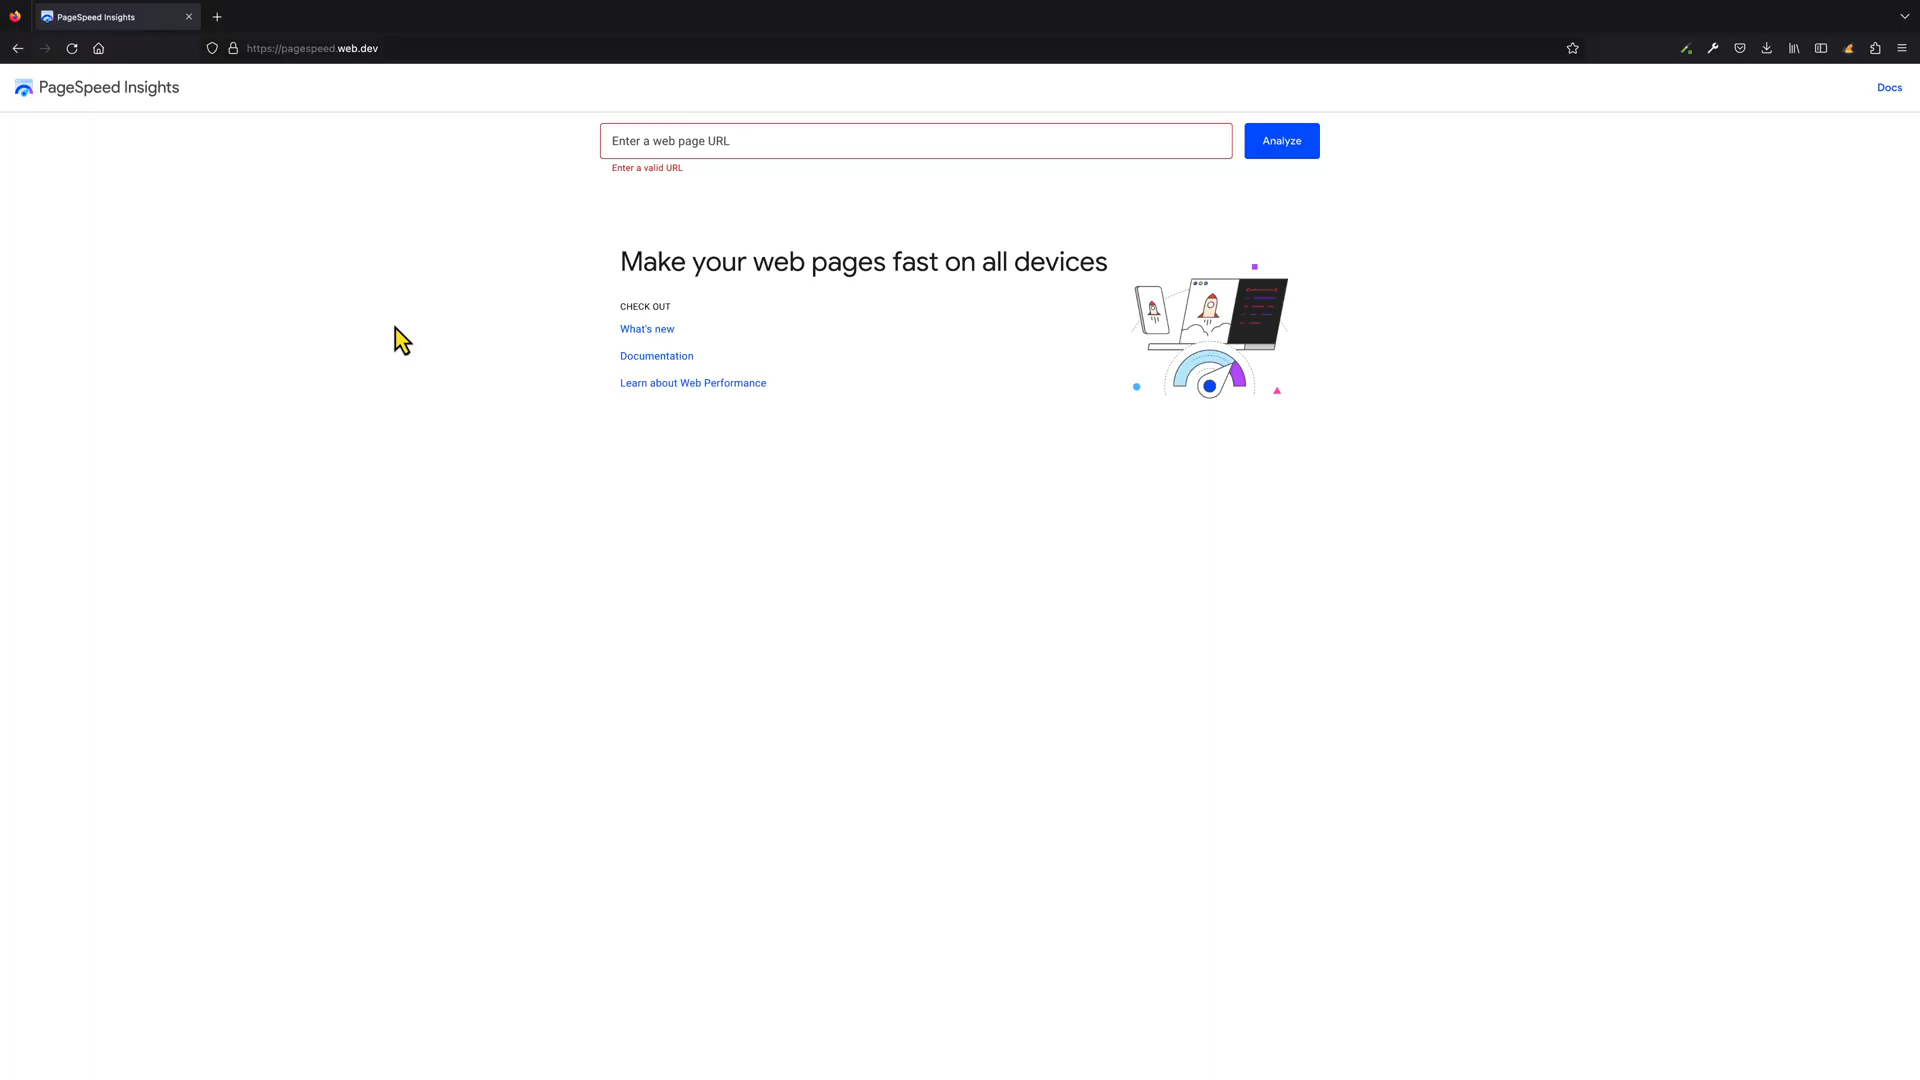 PageSpeed Insights
https://pagespeed.web.dev
PageSpeed Insights
Docs
Enter a web page URL
Analyze
Enter a valid URL
Make your web pages fast on all devices
CHECK OUT
What's new
Documentation
Learn about Web Performance